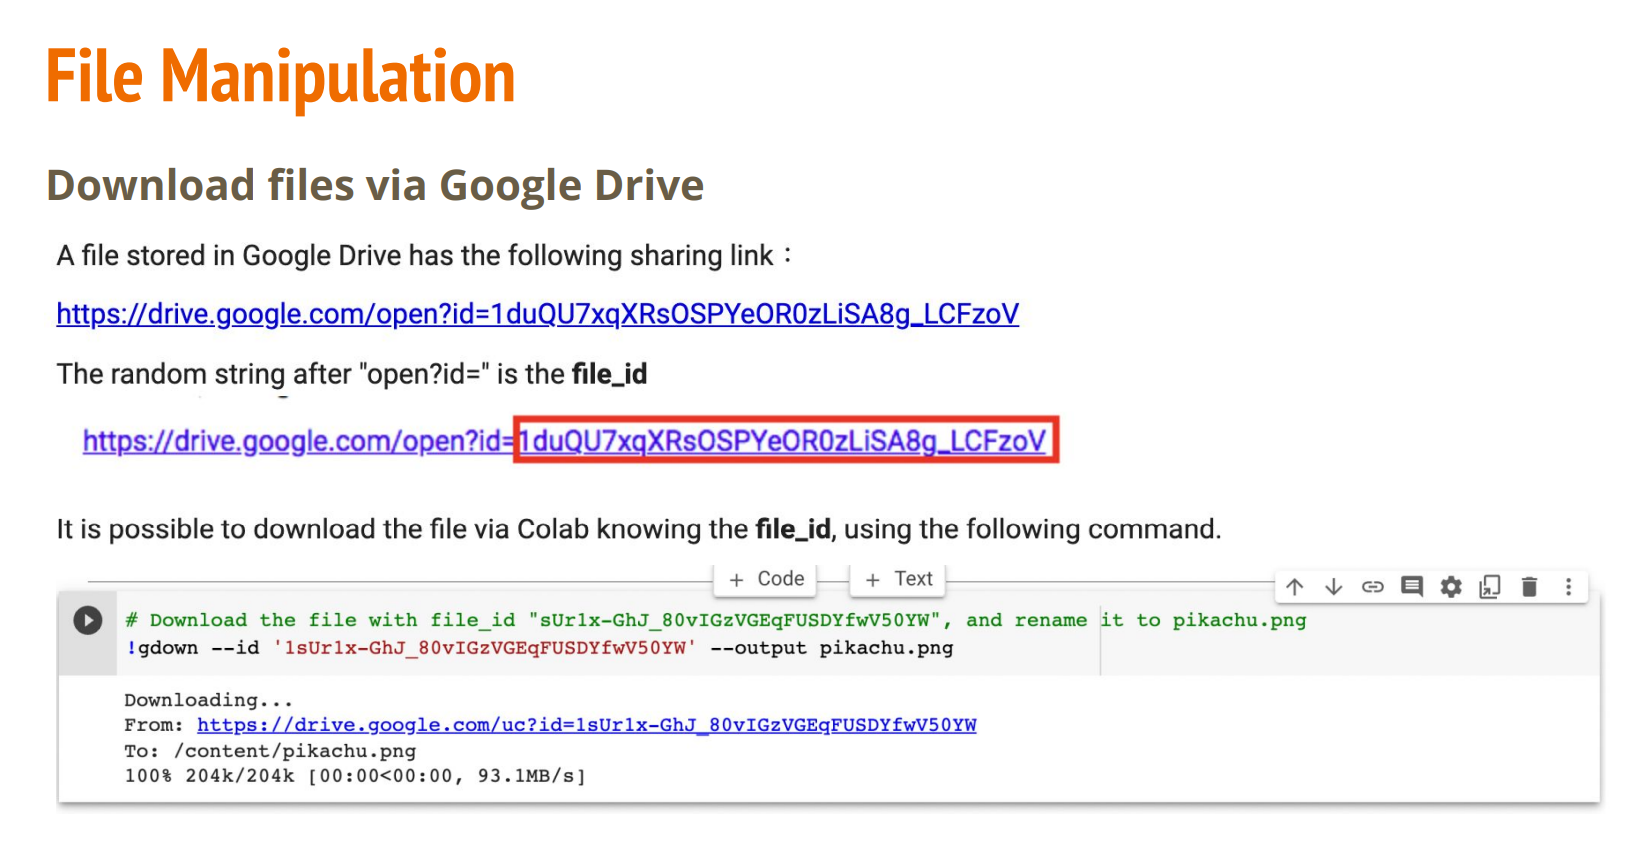 File Manipulation
Download files via Google Drive
A file stored in Google Drive has the following sharing link：
https://drive.google.com/open?id=1duQU7xqXRsOSPYeOR0zLiSA8g_LCFzoV
The random string after "open?id=" is the file_id
https://drive.google.com/open?id=1duQU7xqXRsOSPYeOR0zLiSA8g_LCFzoV
It is possible to download the file via Colab knowing the file_id, using the following command.
+ Code + Text
# Download the file with file_id "sUr1x-GhJ_80vIGzVGEqFUSDYfwV50YW", and rename it to pikachu.png
!gdown --id '1sUr1x-GhJ_80vIGzVGEqFUSDYfwV50YW' --output pikachu.png
Downloading...
From: https://drive.google.com/uc?id=1sUr1x-GhJ_80vIGzVGEqFUSDYfwV50YW
To: /content/pikachu.png
100% 204k/204k [00:00<00:00, 93.1MB/s]